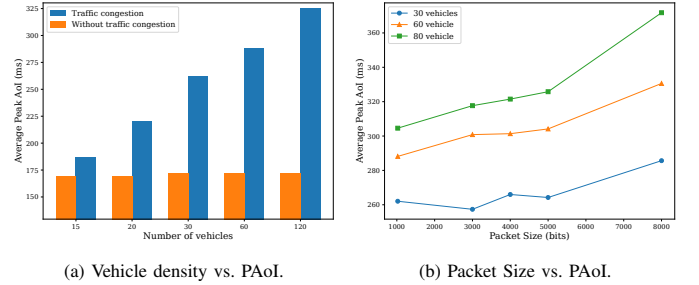 Traffic congestion
Without traffic congestion
Average Peak AoI (ms)
325
300
275
250
225
200
175
150
15
20
30
60
120
Number of vehicles
(a) Vehicle density vs. PAoI.
30 vehicles
60 vehicle
80 vehicle
Average Peak AoI (ms)
360
340
320
300
280
260
1000
2000
3000
4000
5000
6000
7000
8000
Packet Size (bits)
(b) Packet Size vs. PAoI.